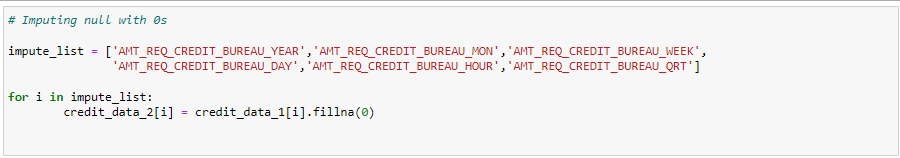 # Imputing null with 0s
impute_list = ['AMT_REQ_CREDIT_BUREAU_YEAR','AMT_REQ_CREDIT_BUREAU_MON','AMT_REQ_CREDIT_BUREAU_WEEK',
'AMT_REQ_CREDIT_BUREAU_DAY','AMT_REQ_CREDIT_BUREAU_HOUR','AMT_REQ_CREDIT_BUREAU_QRT']
for i in impute_list:
credit_data_2[i] = credit_data_1[i].fillna(0)